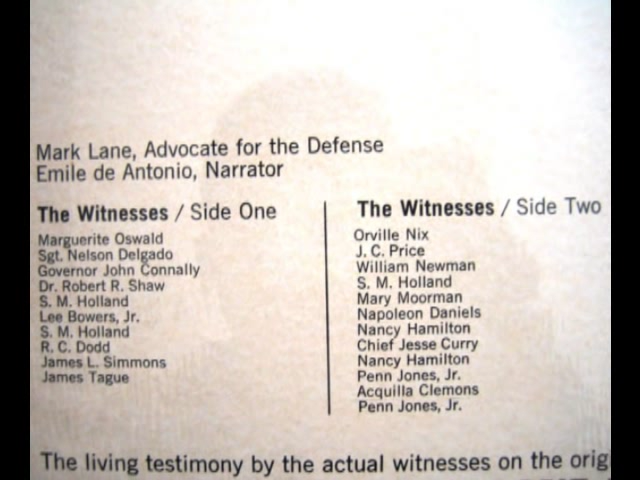 Mark Lane, Advocate for the Defense
Emile de Antonio, Narrator
The Witnesses / Side One
Marguerite Oswald
Sgt. Nelson Delgado
Governor John Connally
Dr. Robert R. Shaw
S. M. Holland
Lee Bowers, Jr.
S. M. Holland
R. C. Dodd
James L. Simmons
James Tague
The Witnesses / Side Two
Orville Nix
J. C. Price
William Newman
S. M. Holland
Mary Moorman
Napoleon Daniels
Nancy Hamilton
Chief Jesse Curry
Nancy Hamilton
Penn Jones, Jr.
Acquilla Clemons
Penn Jones, Jr.
The living testimony by the actual witnesses on the orig